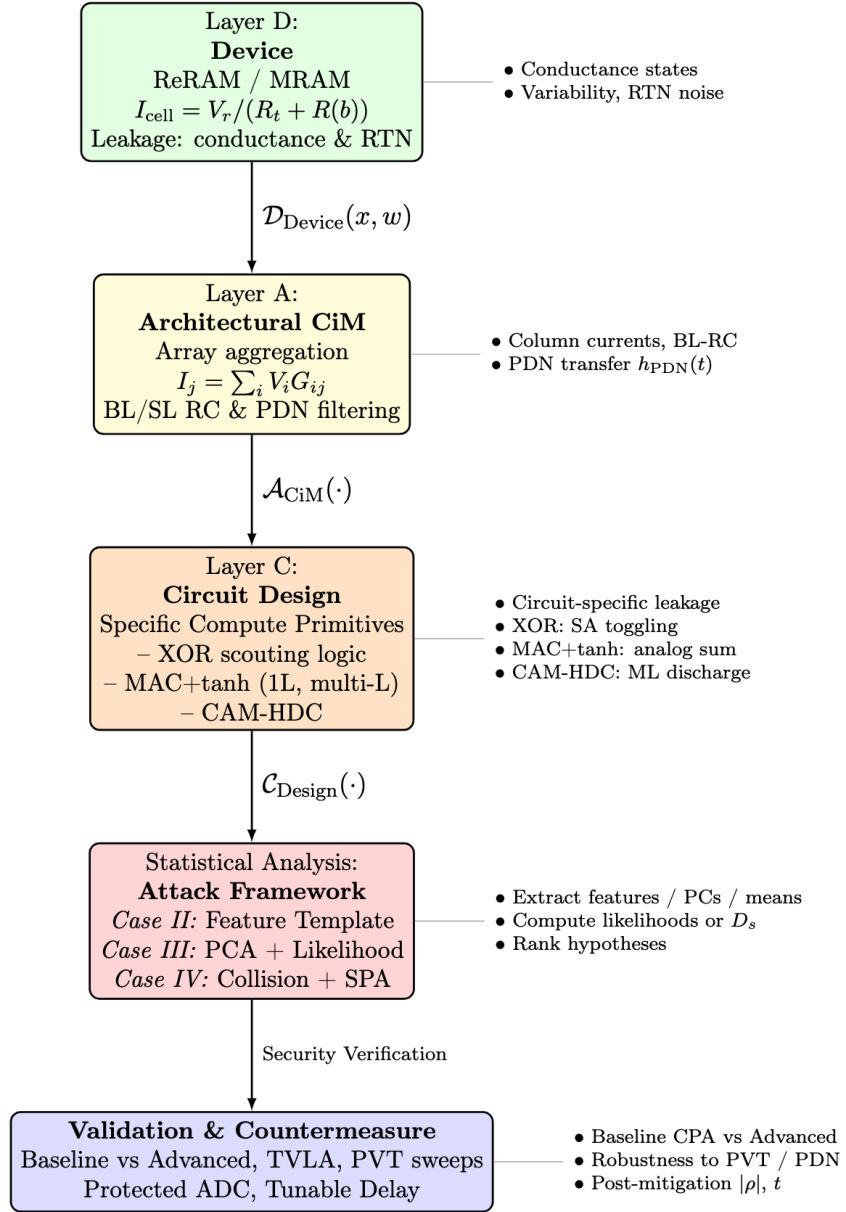 Layer D:
Device
ReRAM / MRAM
I_cell = V_r/(R_t + R(b))
Leakage: conductance & RTN
• Conductance states
• Variability, RTN noise
𝒟_Device(x, w)
Layer A:
Architectural CiM
Array aggregation
I_j = ∑_i V_i G_ij
BL/SL RC & PDN filtering
• Column currents, BL-RC
• PDN transfer h_PDN(t)
𝒜_CiM(·)
Layer C:
Circuit Design
Specific Compute Primitives
– XOR scouting logic
– MAC+tanh (1L, multi-L)
– CAM-HDC
• Circuit-specific leakage
• XOR: SA toggling
• MAC+tanh: analog sum
• CAM-HDC: ML discharge
𝒞_Design(·)
Statistical Analysis:
Attack Framework
Case II: Feature Template
Case III: PCA + Likelihood
Case IV: Collision + SPA
• Extract features / PCs / means
• Compute likelihoods or D_s
• Rank hypotheses
Security Verification
Validation & Countermeasure
Baseline vs Advanced, TVLA, PVT sweeps
Protected ADC, Tunable Delay
• Baseline CPA vs Advanced
• Robustness to PVT / PDN
• Post-mitigation |ρ|, t